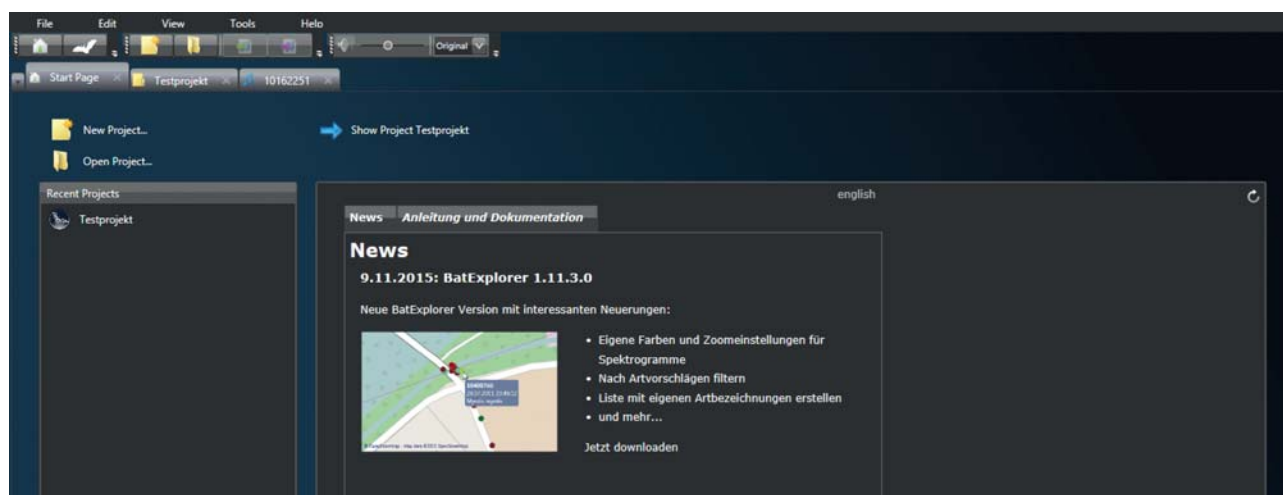 File Edit View Tools Help
Original
Start Page Testprojekt 10162251
New Project...
Show Project Testprojekt
Open Project...
Recent Projects
Testprojekt
english
News Anleitung und Dokumentation
News
9.11.2015: BatExplorer 1.11.3.0
Neue BatExplorer Version mit interessanten Neuerungen:
• Eigene Farben und Zoomeinstellungen für
Spektrogramme
• Nach Artvorschlägen filtern
• Liste mit eigenen Artbezeichnungen erstellen
• und mehr...
Jetzt downloaden